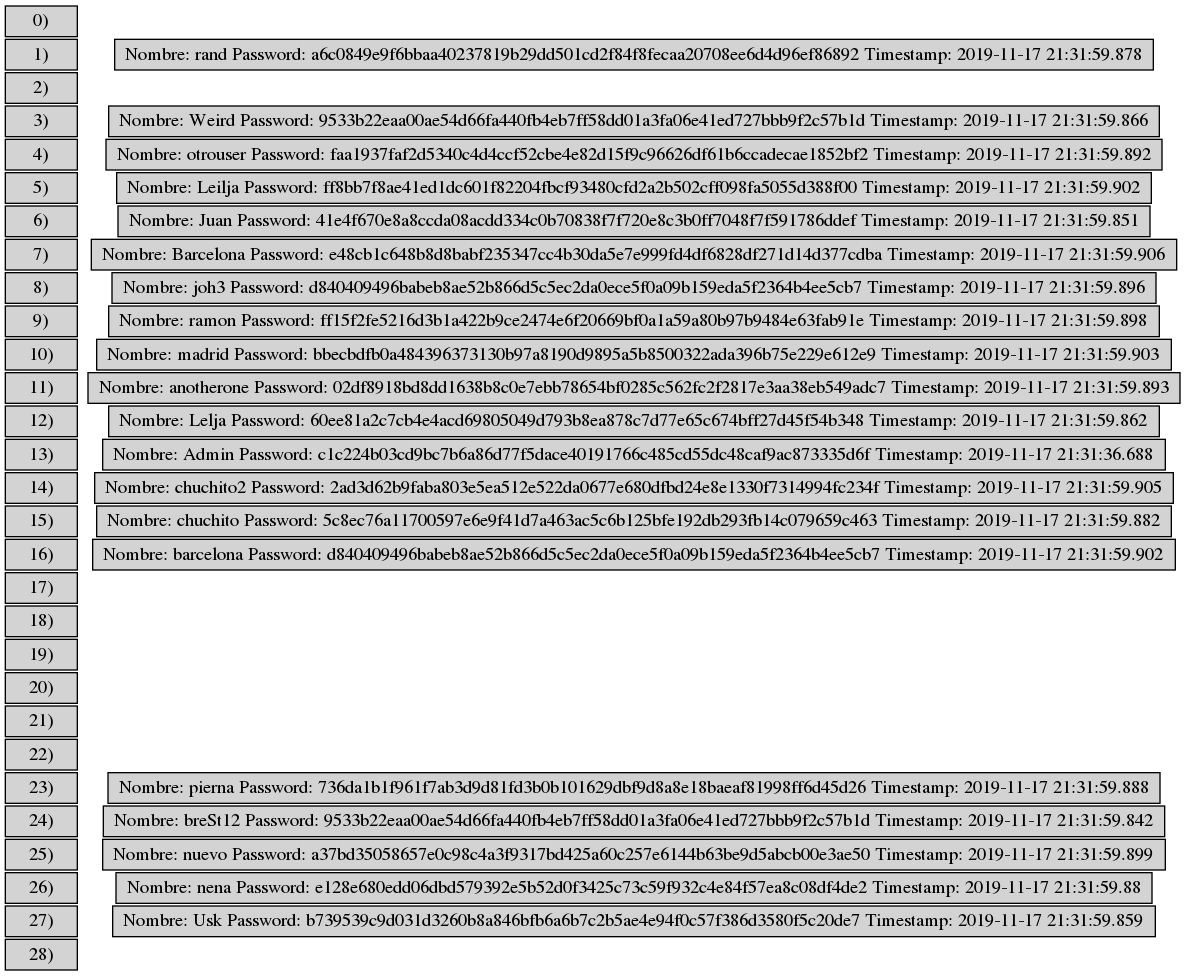 0)
1) Nombre: rand Password: a6c0849e9f6bbaa40237819b29dd501cd2f84f8fecaa20708ee6d4d96ef86892 Timestamp: 2019-11-17 21:31:59.878
2)
3) Nombre: Weird Password: 9533b22eaa00ae54d66fa440fb4eb7ff58dd01a3fa06e41ed727bbb9f2c57b1d Timestamp: 2019-11-17 21:31:59.866
4) Nombre: otrouser Password: faa1937faf2d5340c4d4ccf52cbe4e82d15f9c96626df61b6ccadecae1852bf2 Timestamp: 2019-11-17 21:31:59.892
5) Nombre: Leilja Password: ff8bb7f8ae41ed1dc601f82204fbcf93480cfd2a2b502cff098fa5055d388f00 Timestamp: 2019-11-17 21:31:59.902
6) Nombre: Juan Password: 41e4f670e8a8ccda08acdd334c0b70838f7f720e8c3b0ff7048f7f591786ddef Timestamp: 2019-11-17 21:31:59.851
7) Nombre: Barcelona Password: e48cb1c648b8d8babf235347cc4b30da5e7e999fd4df6828df271d14d377cdba Timestamp: 2019-11-17 21:31:59.906
8) Nombre: joh3 Password: d840409496babeb8ae52b866d5c5ec2da0ece5f0a09b159eda5f2364b4ee5cb7 Timestamp: 2019-11-17 21:31:59.896
9) Nombre: ramon Password: ff15f2fe5216d3b1a422b9ce2474e6f20669bf0a1a59a80b97b9484e63fab91e Timestamp: 2019-11-17 21:31:59.898
10) Nombre: madrid Password: bbecbdfb0a484396373130b97a8190d9895a5b8500322ada396b75e229e612e9 Timestamp: 2019-11-17 21:31:59.903
11) Nombre: anotherone Password: 02df8918bd8dd1638b8c0e7ebb78654bf0285c562fc2f2817e3aa38eb549adc7 Timestamp: 2019-11-17 21:31:59.893
12) Nombre: Lelja Password: 60ee81a2c7cb4e4acd69805049d793b8ea878c7d77e65c674bff27d45f54b348 Timestamp: 2019-11-17 21:31:59.862
13) Nombre: Admin Password: c1c224b03cd9bc7b6a86d77f5dace40191766c485cd55dc48caf9ac873335d6f Timestamp: 2019-11-17 21:31:36.688
14) Nombre: chuchito2 Password: 2ad3d62b9faba803e5ea512e522da0677e680dfbd24e8e1330f7314994fc234f Timestamp: 2019-11-17 21:31:59.905
15) Nombre: chuchito Password: 5c8ec76a11700597e6e9f41d7a463ac5c6b125bfe192db293fb14c079659c463 Timestamp: 2019-11-17 21:31:59.882
16) Nombre: barcelona Password: d840409496babeb8ae52b866d5c5ec2da0ece5f0a09b159eda5f2364b4ee5cb7 Timestamp: 2019-11-17 21:31:59.902
17)
18)
19)
20)
21)
22)
23) Nombre: pierna Password: 736da1b1f961f7ab3d9d81fd3b0b101629dbf9d8a8e18baeaf81998ff6d45d26 Timestamp: 2019-11-17 21:31:59.888
24) Nombre: breSt12 Password: 9533b22eaa00ae54d66fa440fb4eb7ff58dd01a3fa06e41ed727bbb9f2c57b1d Timestamp: 2019-11-17 21:31:59.842
25) Nombre: nuevo Password: a37bd35058657e0c98c4a3f9317bd425a60c257e6144b63be9d5abcb00e3ae50 Timestamp: 2019-11-17 21:31:59.899
26) Nombre: nena Password: e128e680edd06dbd579392e5b52d0f3425c73c59f932c4e84f57ea8c08df4de2 Timestamp: 2019-11-17 21:31:59.88
27) Nombre: Usk Password: b739539c9d031d3260b8a846bfb6a6b7c2b5ae4e94f0c57f386d3580f5c20de7 Timestamp: 2019-11-17 21:31:59.859
28)